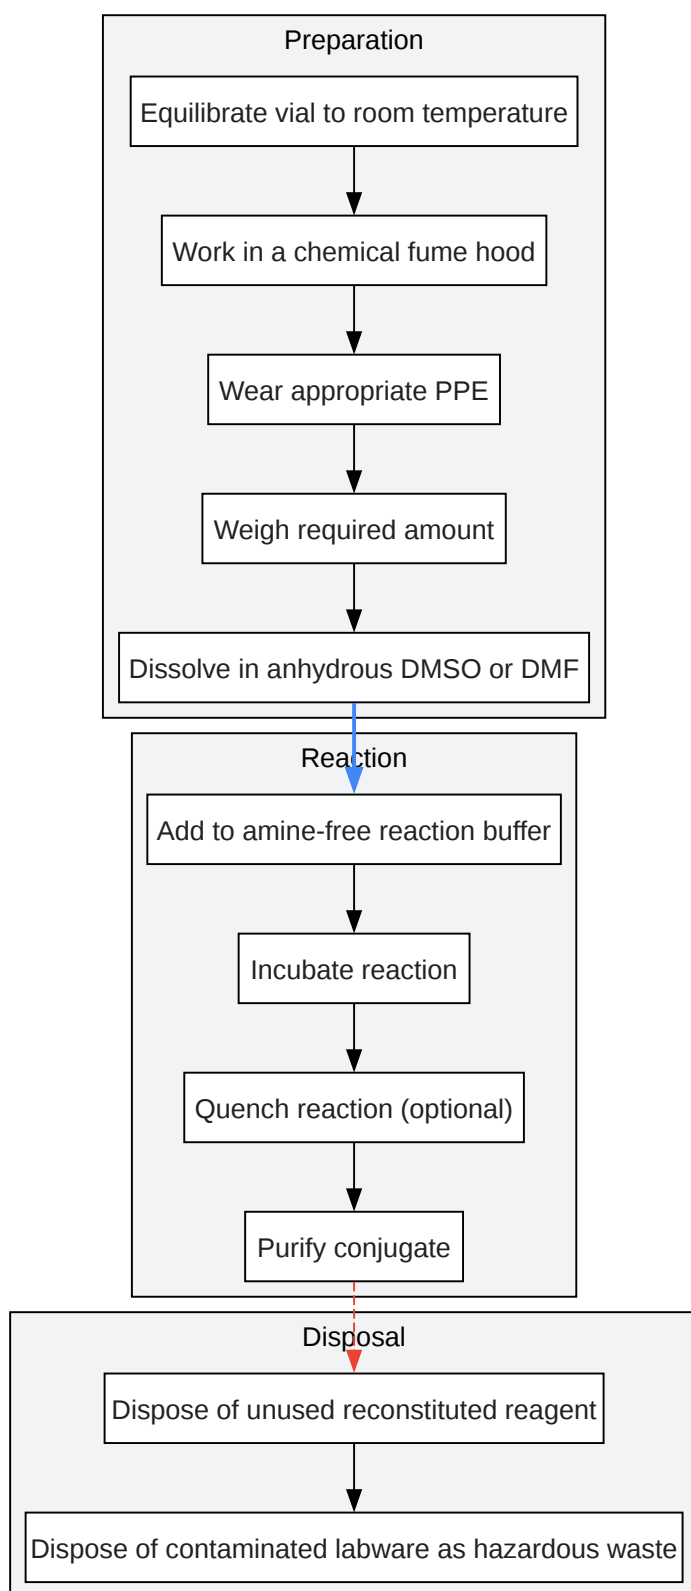 Preparation
Equilibrate vial to room temperature
Work in a chemical fume hood
Wear appropriate PPE
Weigh required amount
Dissolve in anhydrous DMSO or DMF
Reaction
Add to amine-free reaction buffer
Incubate reaction
Quench reaction (optional)
Purify conjugate
Disposal
Dispose of unused reconstituted reagent
Dispose of contaminated labware as hazardous waste